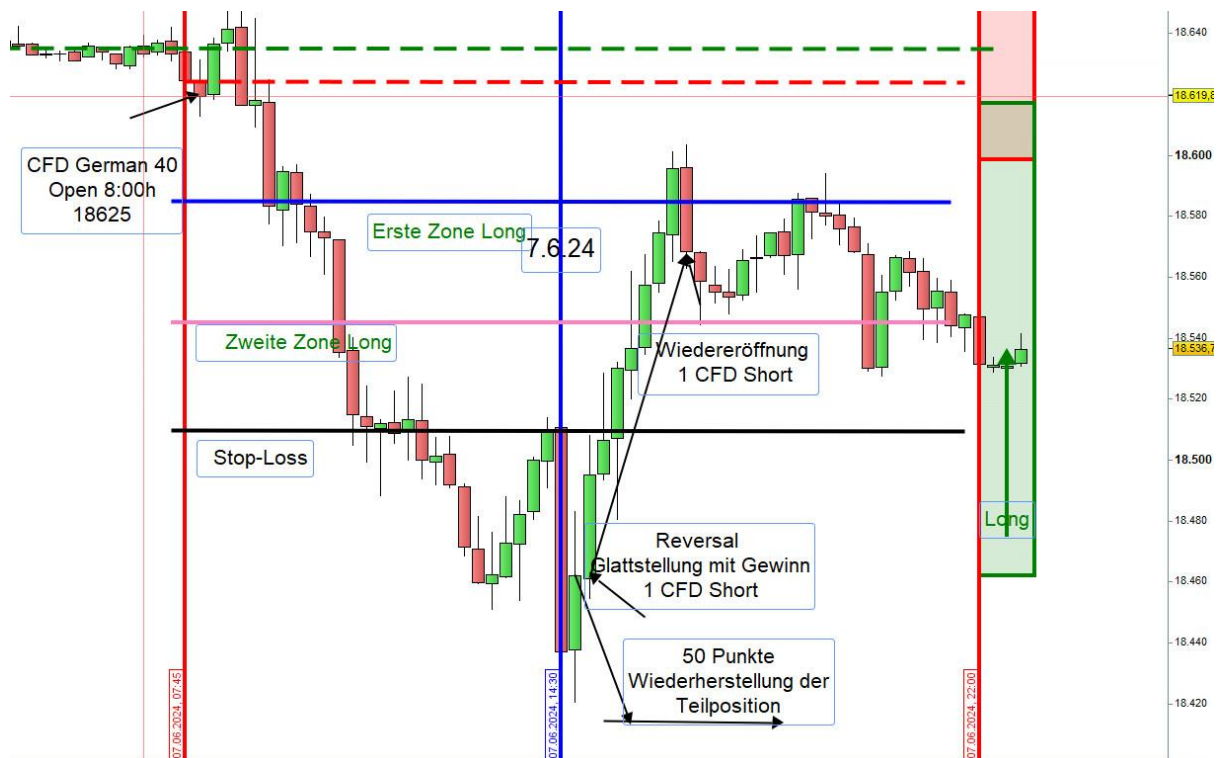 18.640
18.619,8
CFD German 40
Open 8:00h
18625
18.600
Erste Zone Long
7.6.24
18.580
18.560
Zweite Zone Long
Wiedereröffnung
1 CFD Short
18.540
18.536,7
18.520
Stop-Loss
18.500
Long
18.480
Reversal
Glattstellung mit Gewinn
1 CFD Short
18.460
18.440
50 Punkte
Wiederherstellung der
Teilposition
18.420
07.06.2024, 07:45
07.06.2024, 14:30
07.06.2024, 22:00